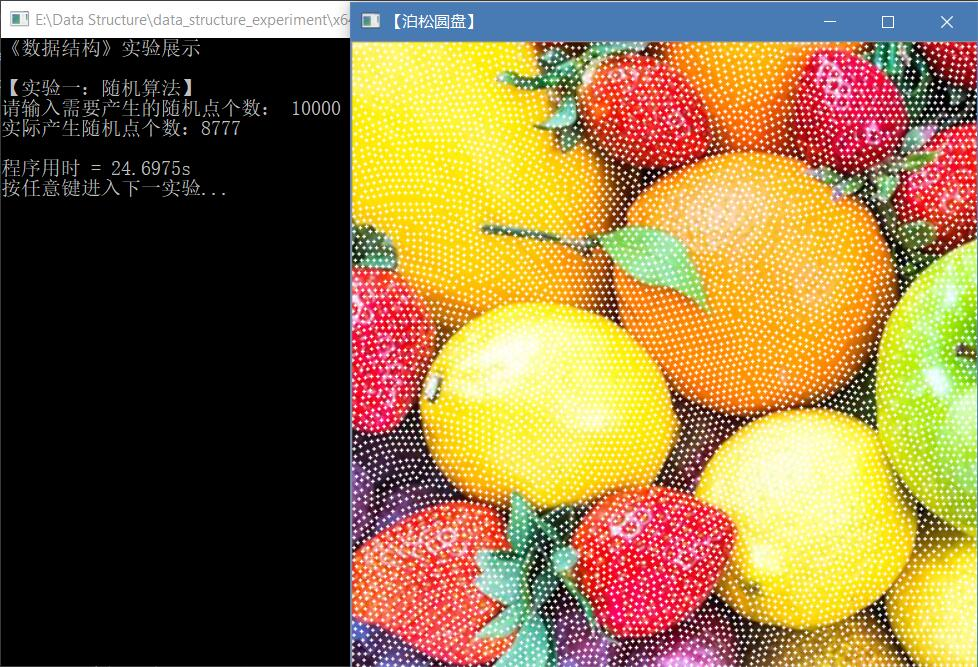 E:\Data Structure\data_structure_experiment\x64
《数据结构》实验展示
【实验一：随机算法】
请输入需要产生的随机点个数： 10000
实际产生随机点个数：8777
程序用时 = 24.6975s
按任意键进入下一实验...
【泊松圆盘】